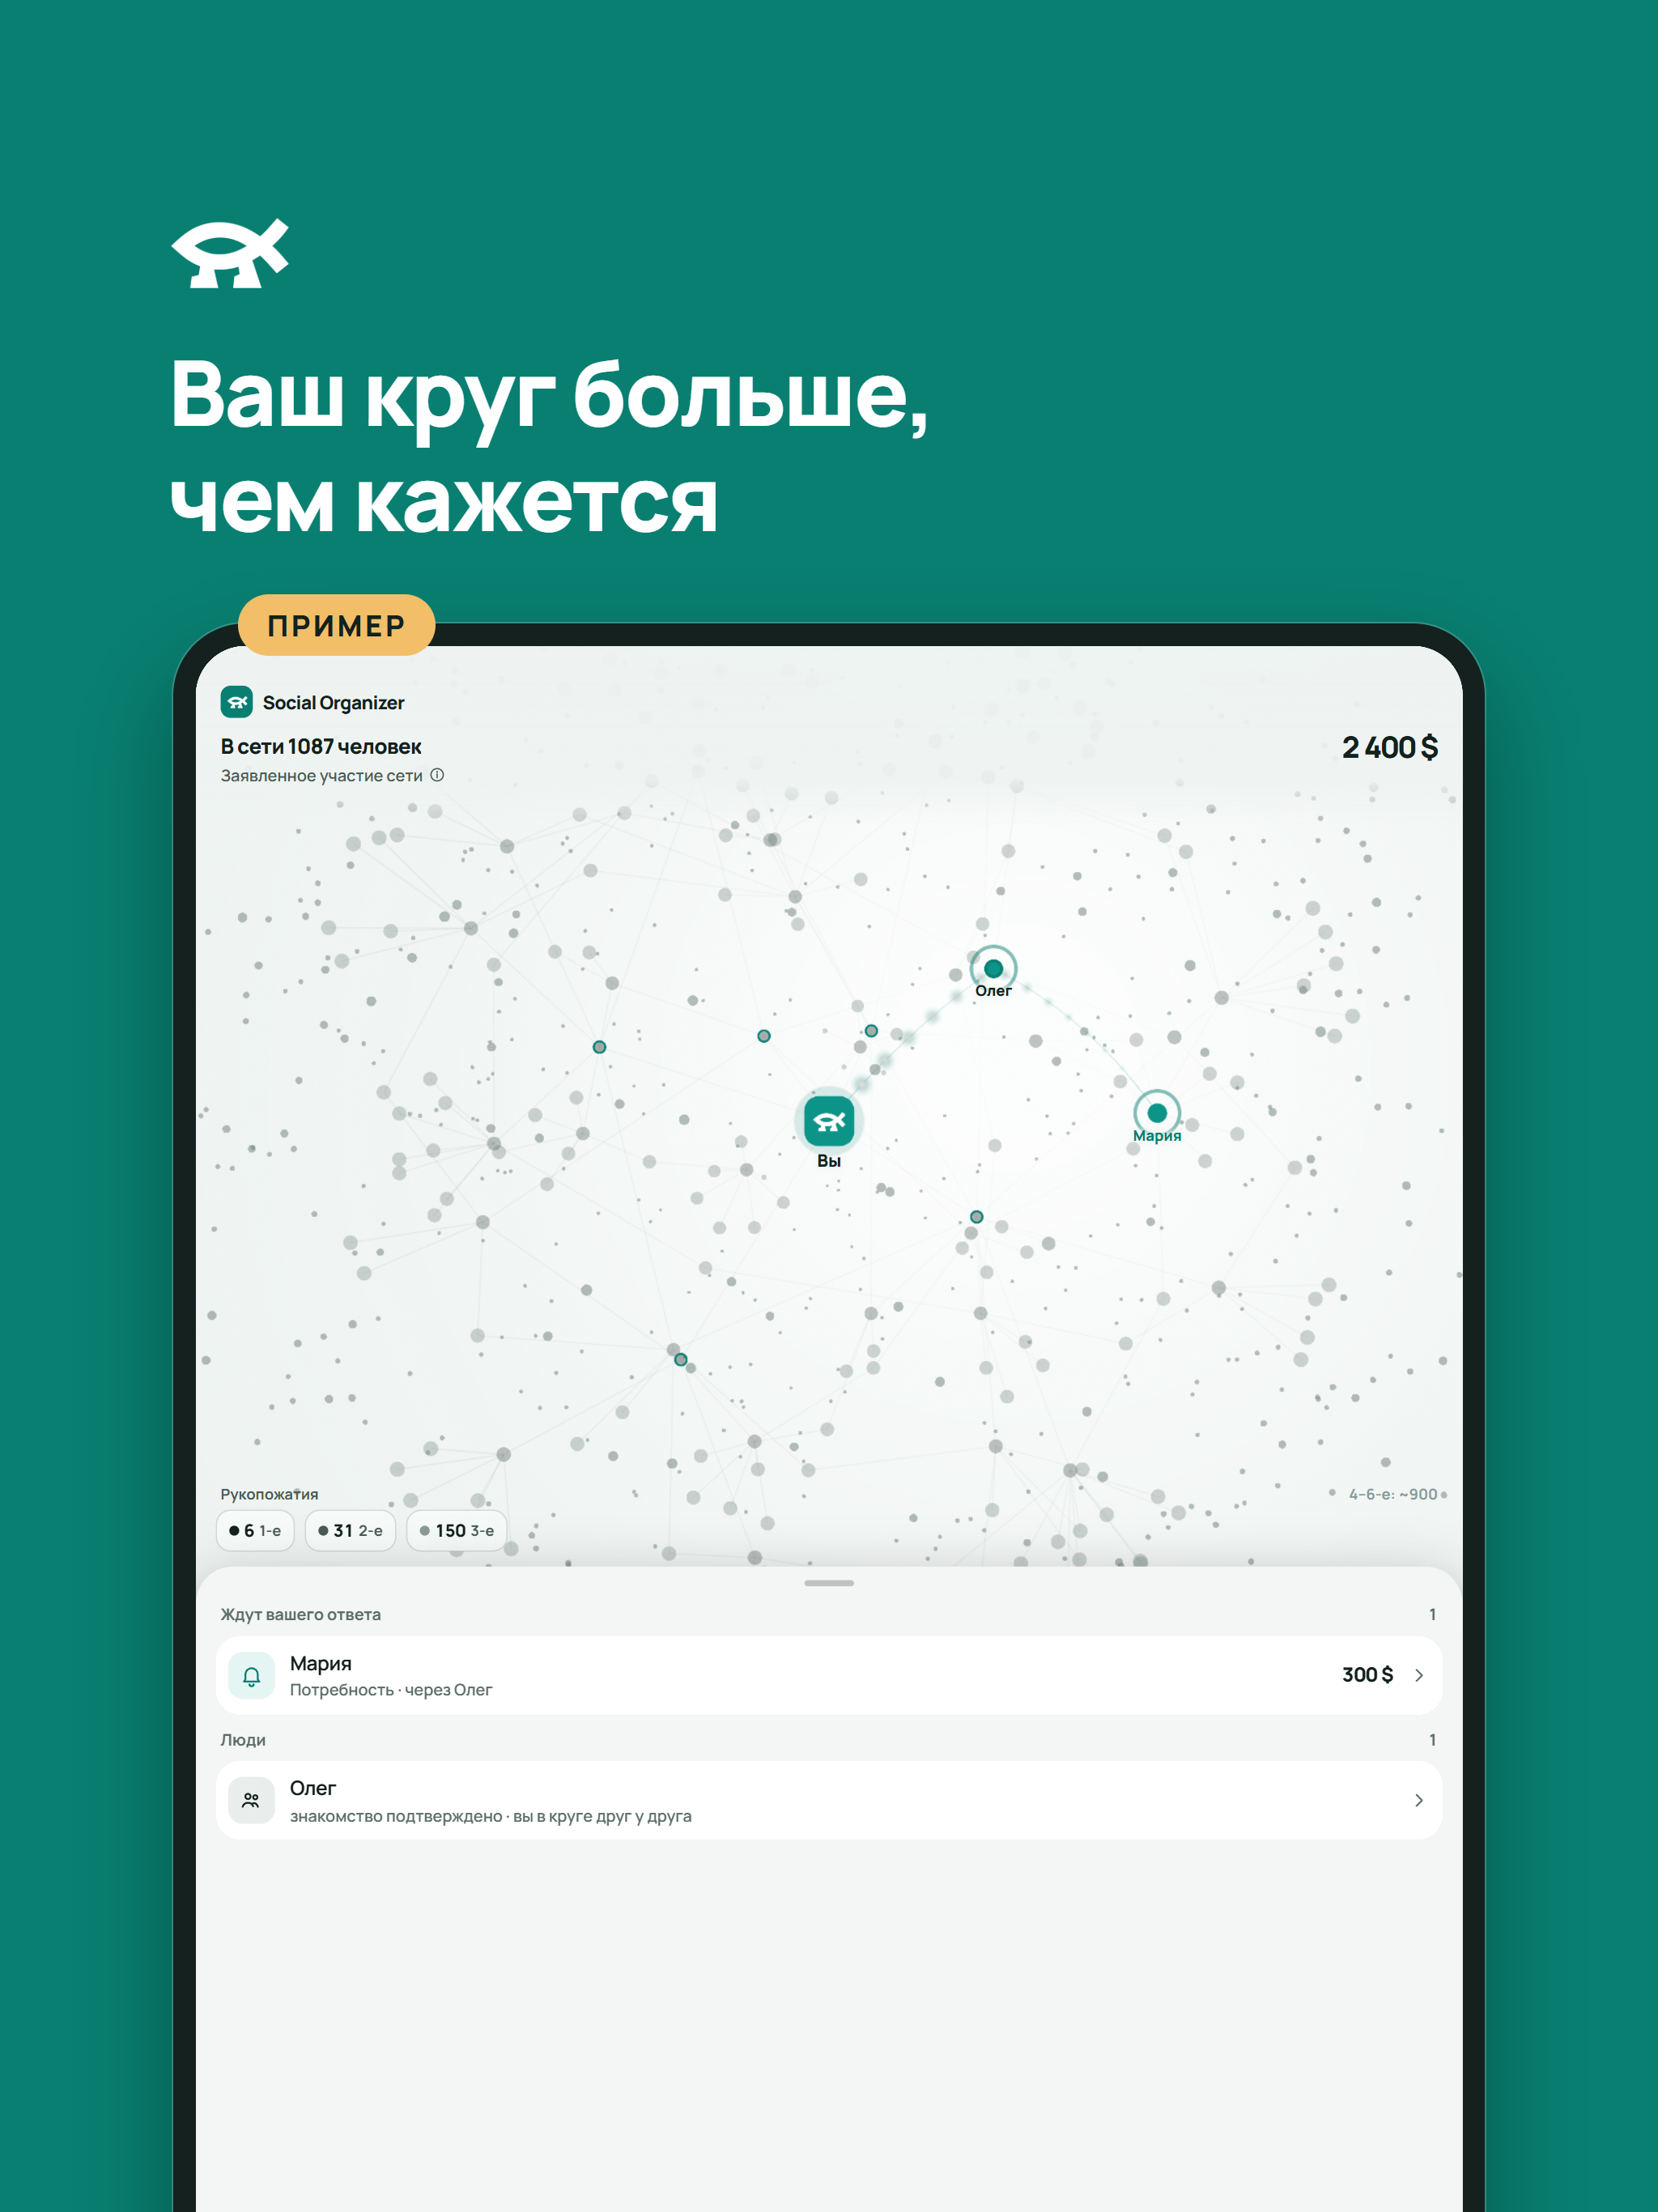 Ваш круг больше,
чем кажется
ПРИМЕР
Social Organizer
В сети 1087 человек
2 400 $
Заявленное участие сети
Олег
Мария
Вы
Рукопожатия
4–6-е: ~900
6 1-е
31 2-е
150 3-е
Ждут вашего ответа
1
Мария
Потребность · через Олег
300 $
Люди
1
Олег
знакомство подтверждено · вы в круге друг у друга